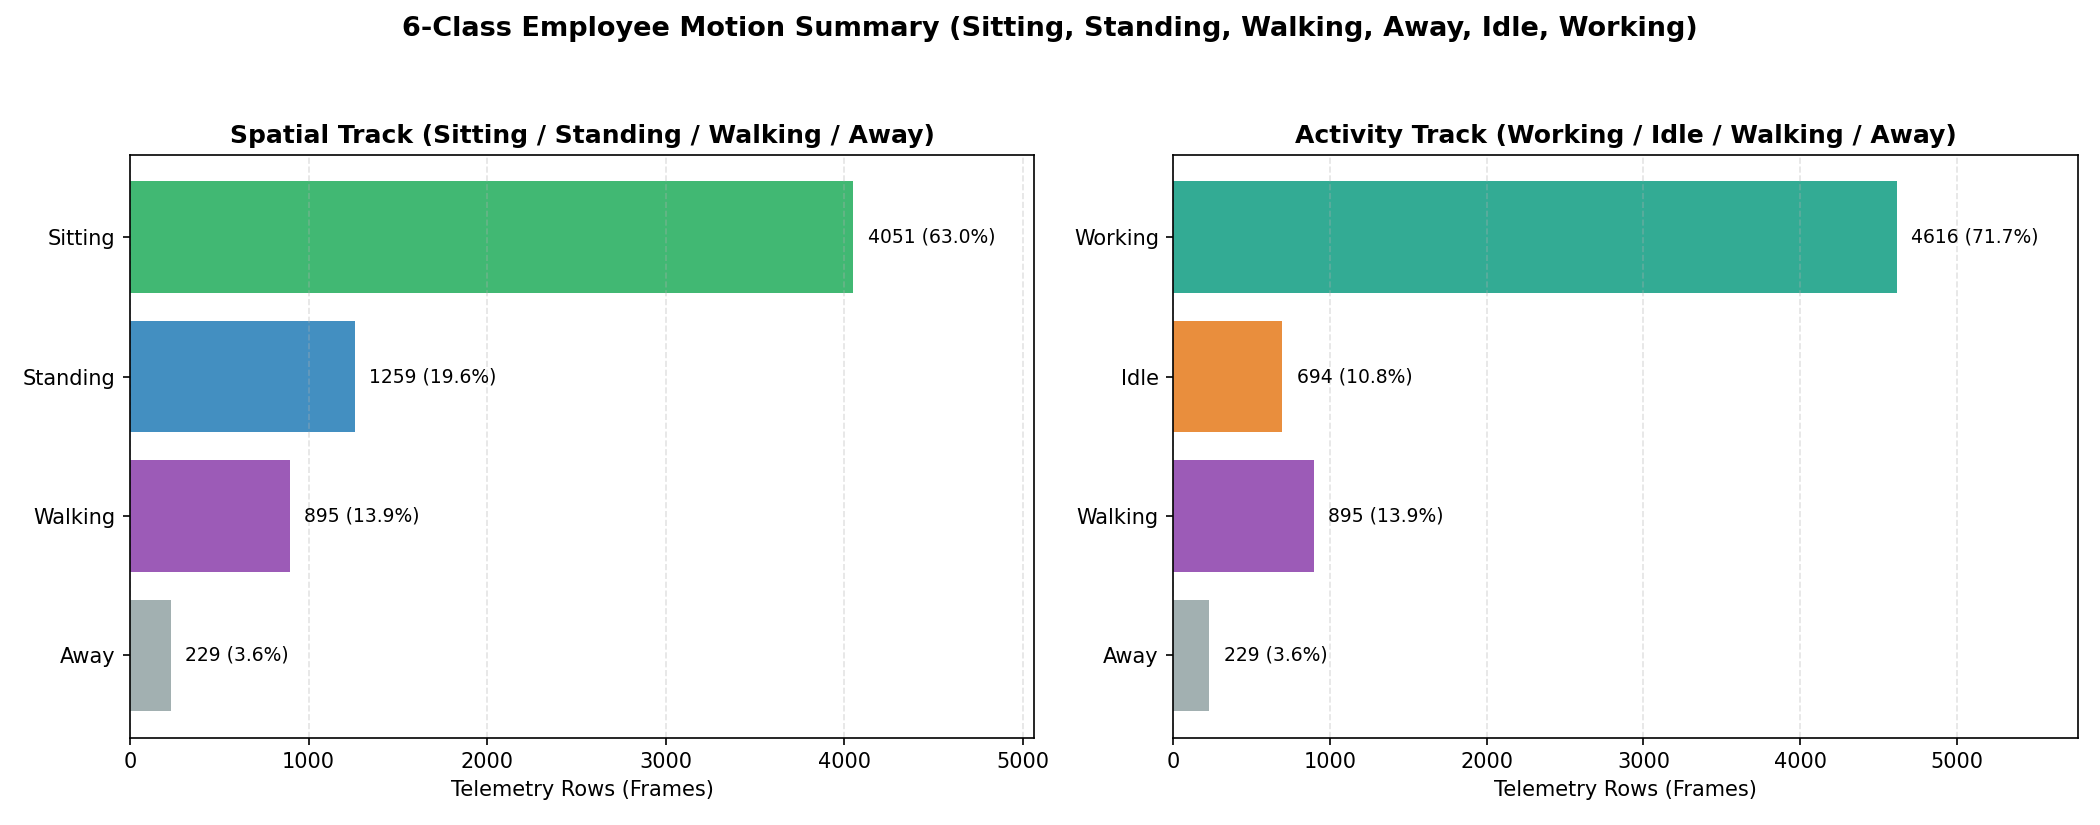 6-Class Employee Motion Summary (Sitting, Standing, Walking, Away, Idle, Working)
Spatial Track (Sitting / Standing / Walking / Away)
Sitting
4051 (63.0%)
Standing
1259 (19.6%)
Walking
895 (13.9%)
Away
229 (3.6%)
0 1000 2000 3000 4000 5000
Telemetry Rows (Frames)
Activity Track (Working / Idle / Walking / Away)
Working
4616 (71.7%)
Idle
694 (10.8%)
Walking
895 (13.9%)
Away
229 (3.6%)
0 1000 2000 3000 4000 5000
Telemetry Rows (Frames)